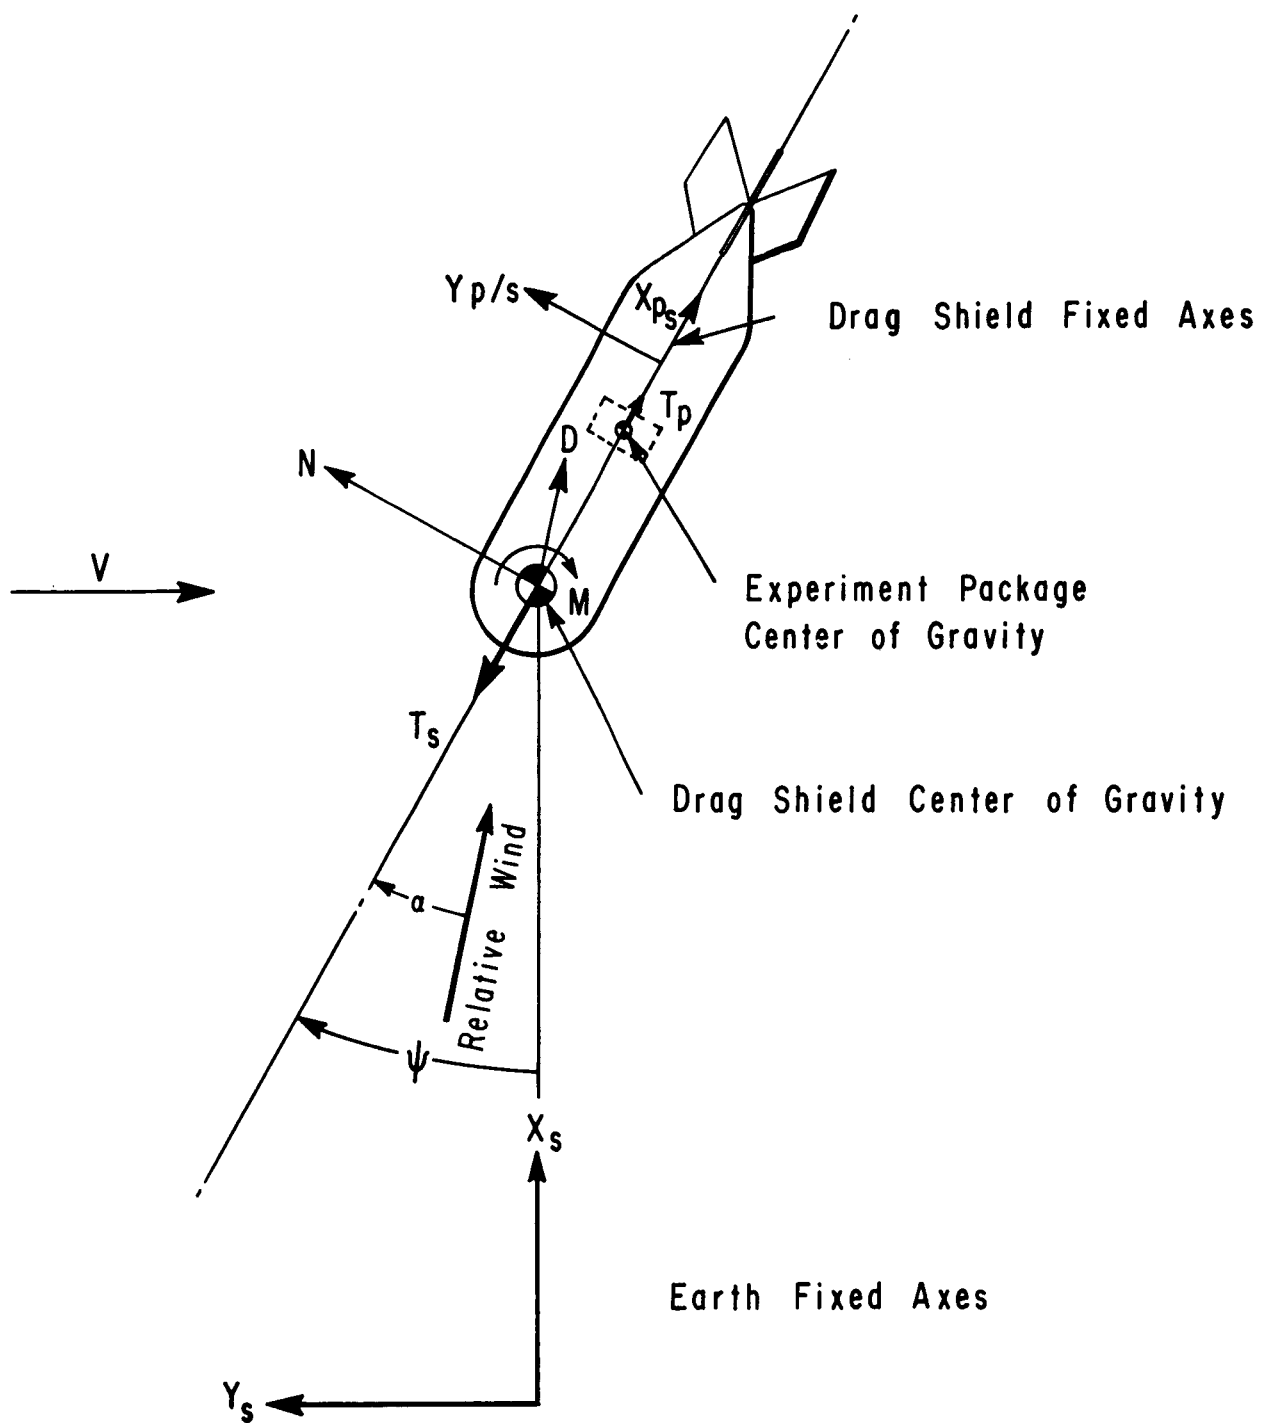 Yp/s
Xps
Drag Shield Fixed Axes
Tp
D
N
V
M
Experiment Package
Center of Gravity
Ts
Drag Shield Center of Gravity
Relative Wind
α
ψ
Xs
Earth Fixed Axes
Ys